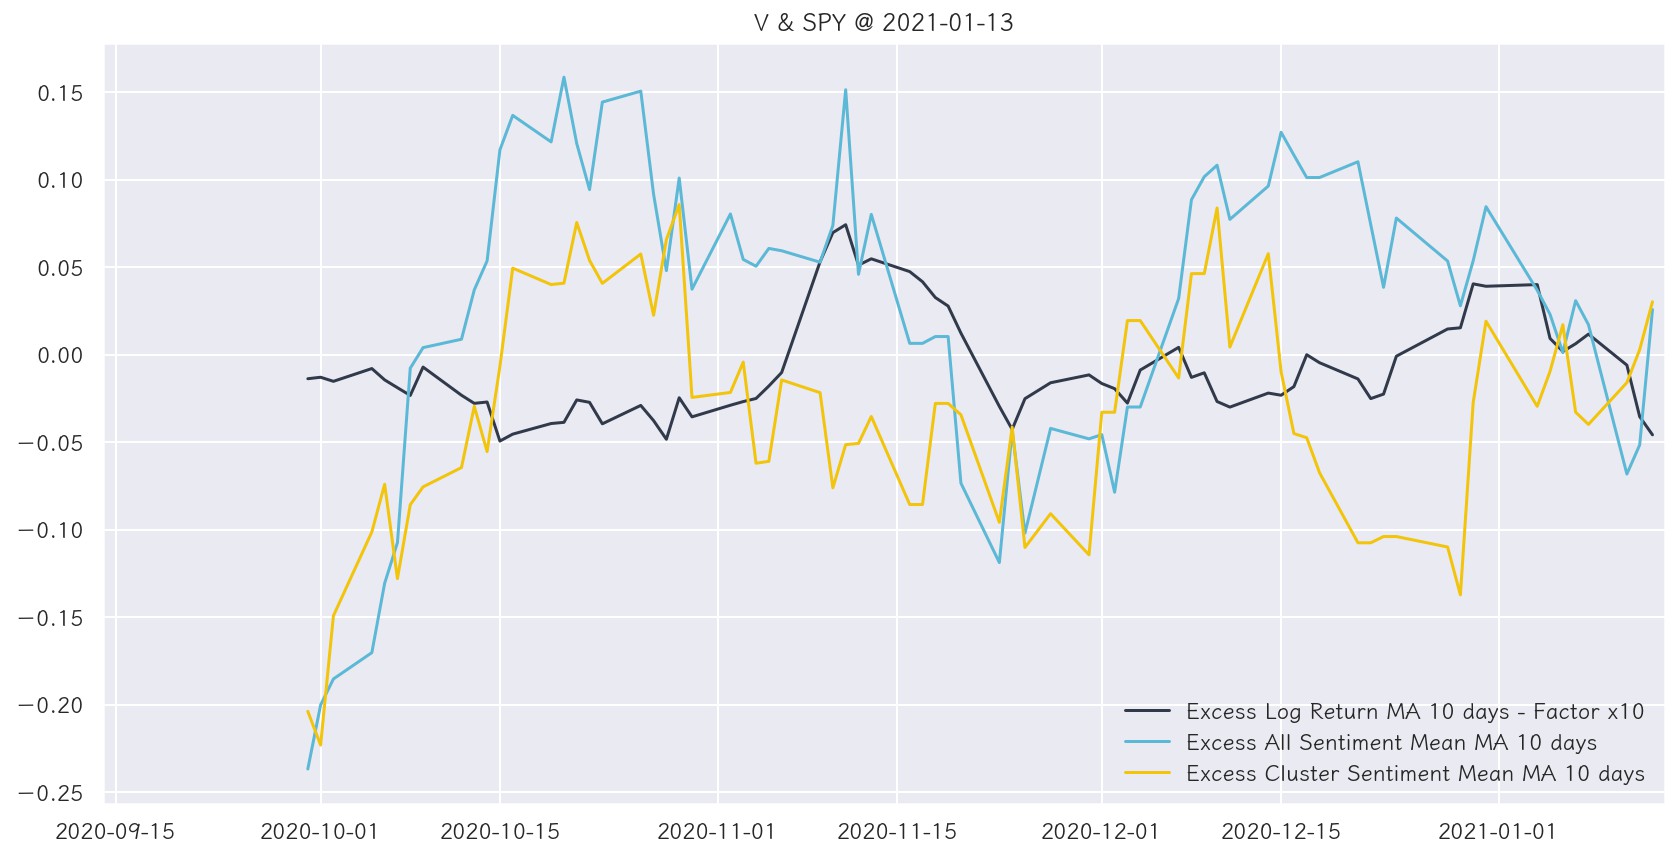 V & SPY @ 2021-01-13
0.15
0.10
0.05
0.00
−0.05
−0.10
−0.15
−0.20
−0.25
Excess Log Return MA 10 days - Factor x10
Excess All Sentiment Mean MA 10 days
Excess Cluster Sentiment Mean MA 10 days
2020-09-15 2020-10-01 2020-10-15 2020-11-01 2020-11-15 2020-12-01 2020-12-15 2021-01-01